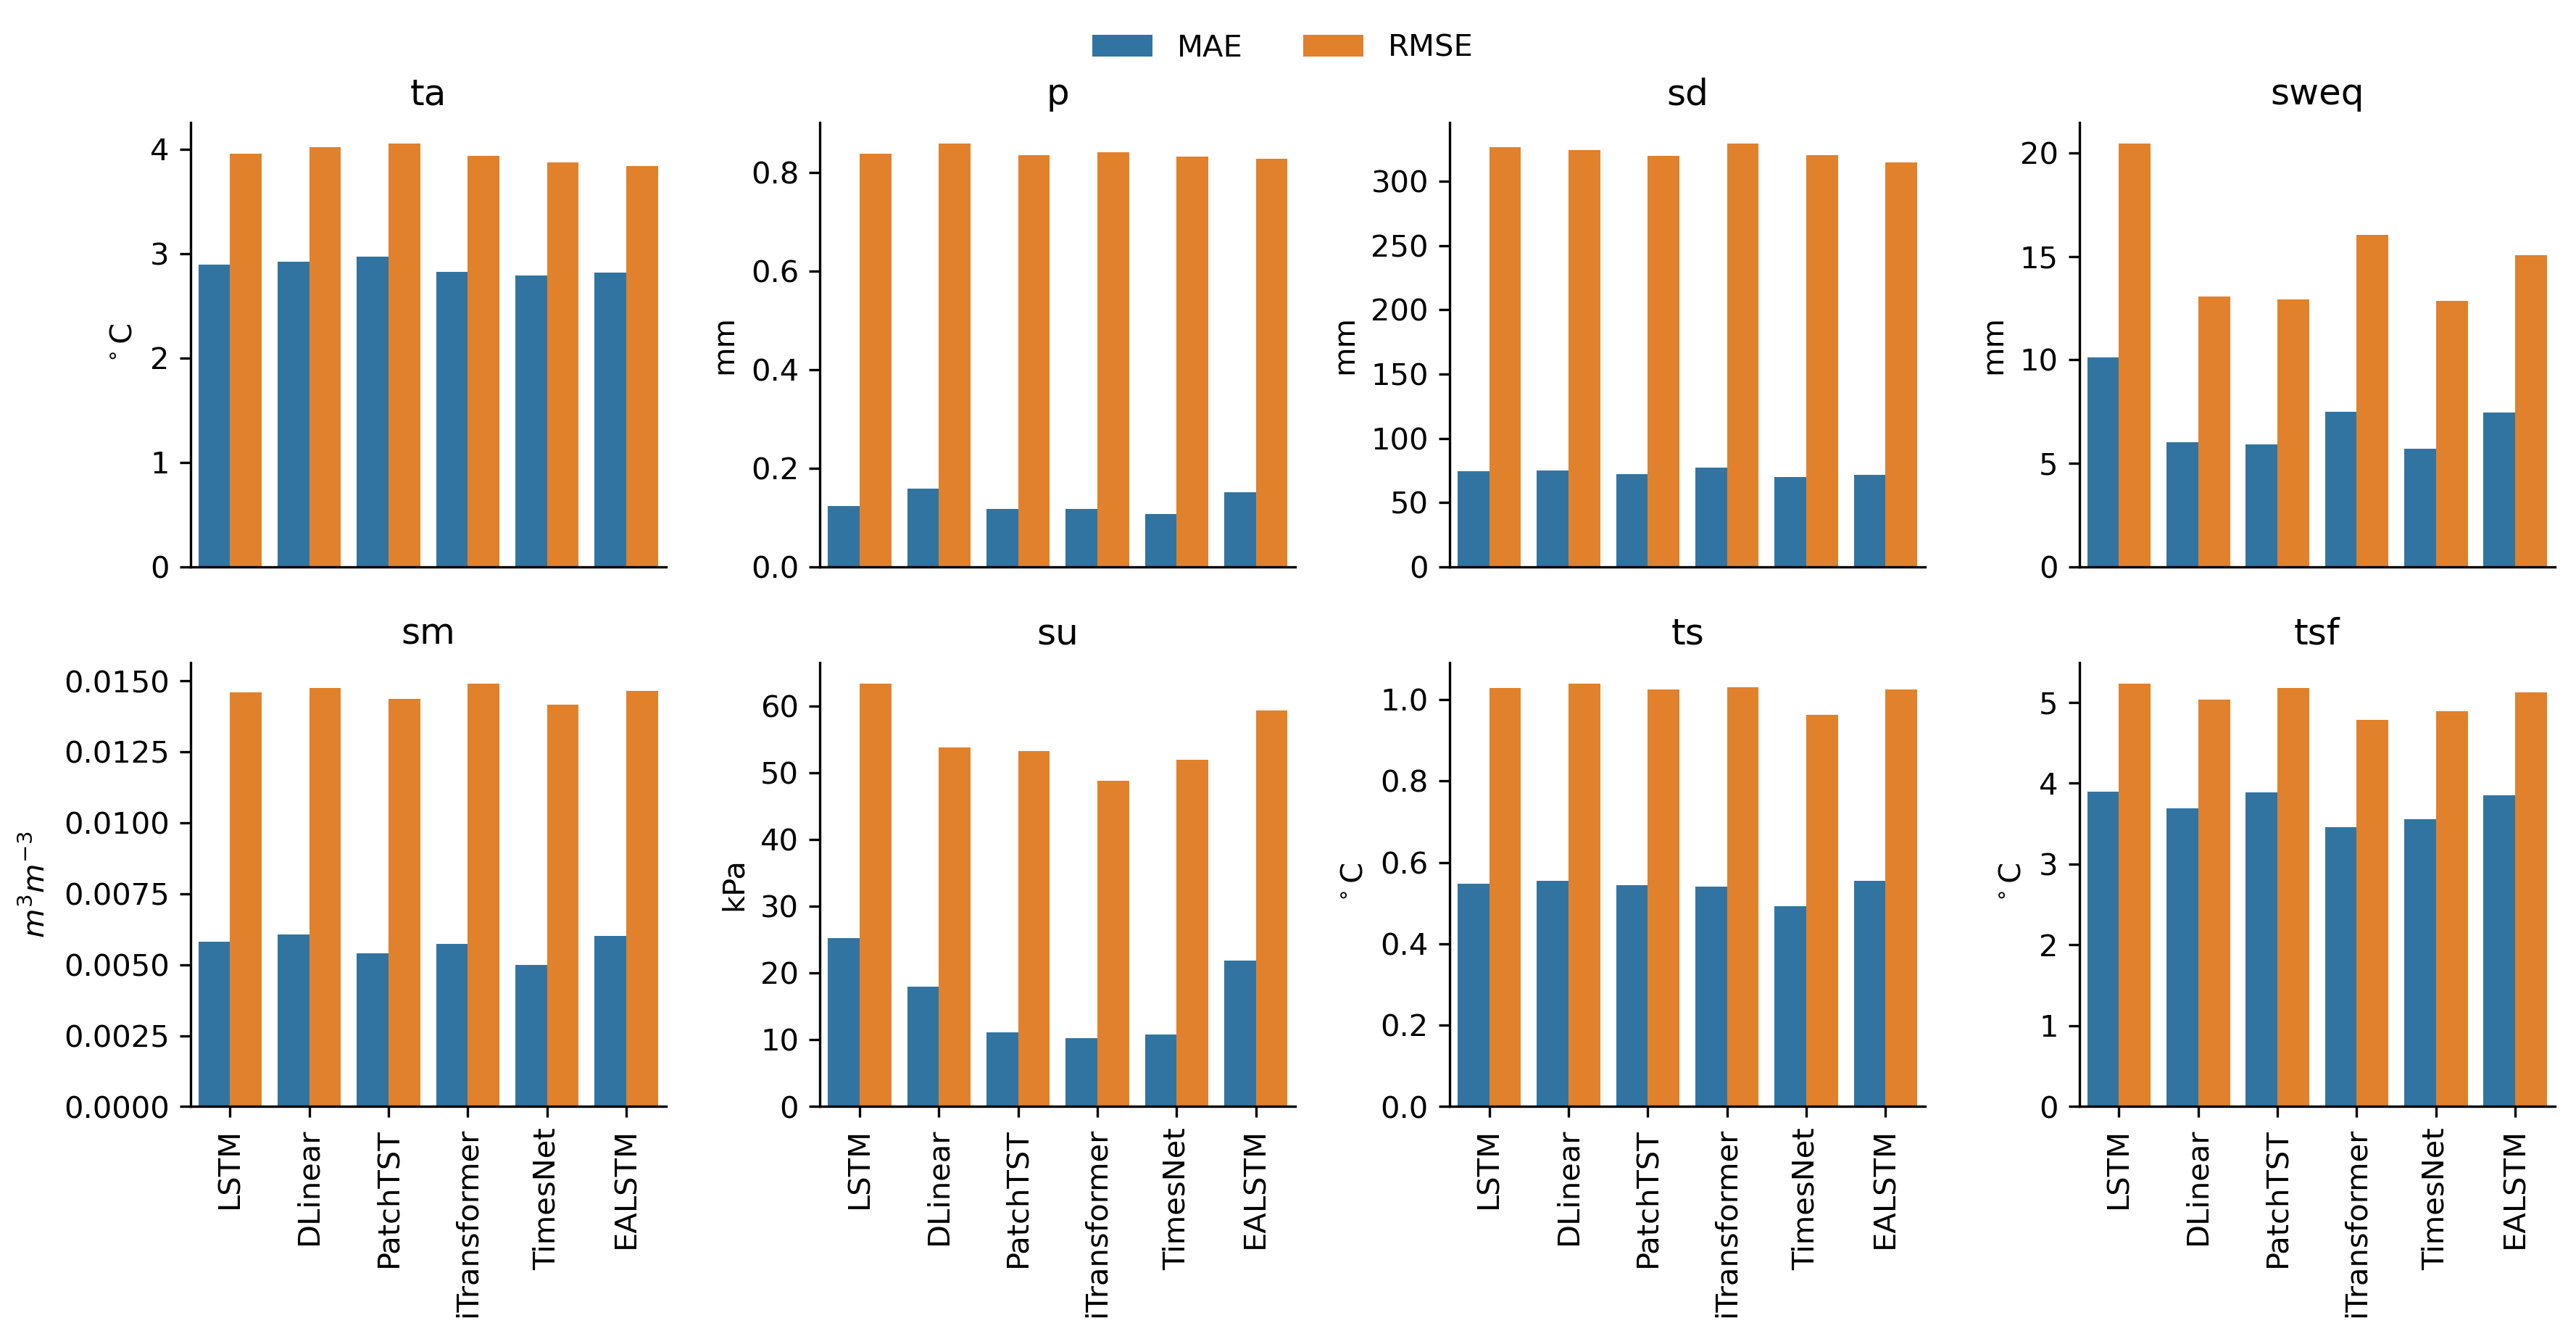 MAE RMSE
ta
4
3
2
1
0
°C
p
0.8
0.6
0.4
0.2
0.0
mm
sd
300
250
200
150
100
50
0
mm
sweq
20
15
10
5
0
mm
sm
0.0150
0.0125
0.0100
0.0075
0.0050
0.0025
0.0000
m³m⁻³
LSTM
DLinear
PatchTST
iTransformer
TimesNet
EALSTM
su
60
50
40
30
20
10
0
kPa
LSTM
DLinear
PatchTST
iTransformer
TimesNet
EALSTM
ts
1.0
0.8
0.6
0.4
0.2
0.0
°C
LSTM
DLinear
PatchTST
iTransformer
TimesNet
EALSTM
tsf
5
4
3
2
1
0
°C
LSTM
DLinear
PatchTST
iTransformer
TimesNet
EALSTM